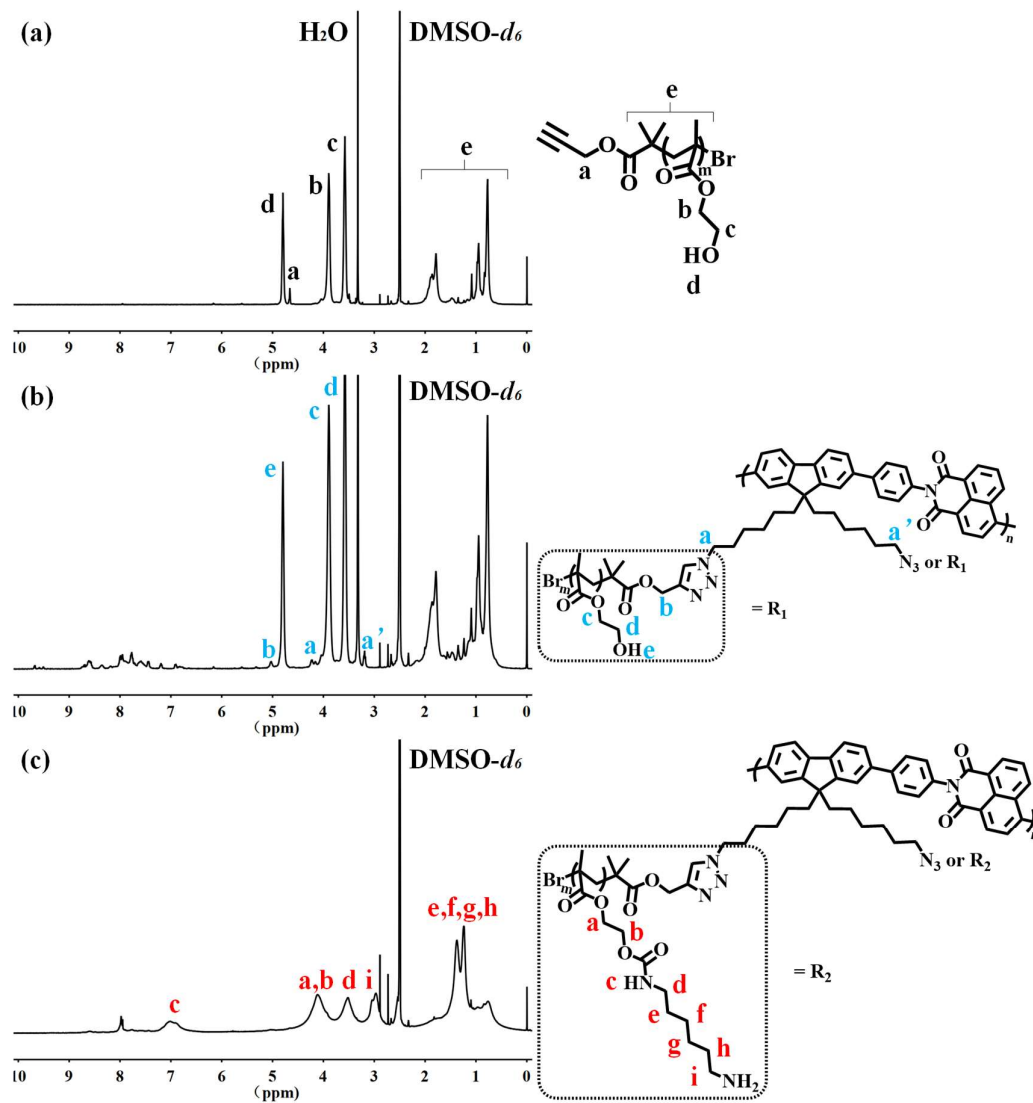 (a)
H₂O
DMSO-d₆
e
c
b
d
a
e
a
O
O
m
Br
O
O
b
c
HO
d
10 9 8 7 6 5 4 3 2 1 0
(ppm)
(b)
DMSO-d₆
d
c
e
b
a
a'
O
N
O
n
a
a'
N₃ or R₁
Br
m
O
O
O
O
b
N
N
N
c
d
OH
e
= R₁
10 9 8 7 6 5 4 3 2 1 0
(ppm)
(c)
DMSO-d₆
e,f,g,h
a,b
d
i
c
O
N
O
n
N₃ or R₂
Br
m
O
O
O
O
N
N
N
a
b
O
O
c
HN
d
e
f
g
h
i
NH₂
= R₂
10 9 8 7 6 5 4 3 2 1 0
(ppm)